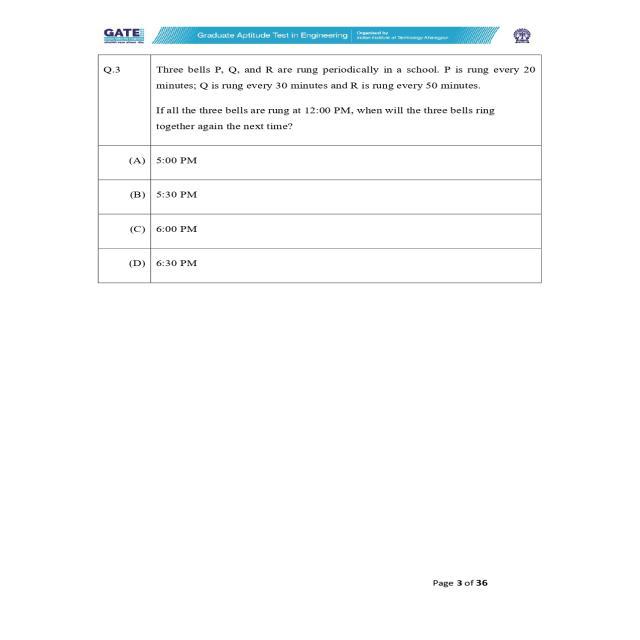 GATE
Graduate Aptitude Test in Engineering
Organised by
Indian Institute of Technology Kharagpur
Q.3
Three bells P, Q, and R are rung periodically in a school. P is rung every 20
minutes; Q is rung every 30 minutes and R is rung every 50 minutes.
If all the three bells are rung at 12:00 PM, when will the three bells ring
together again the next time?
(A) 5:00 PM
(B) 5:30 PM
(C) 6:00 PM
(D) 6:30 PM
Page 3 of 36